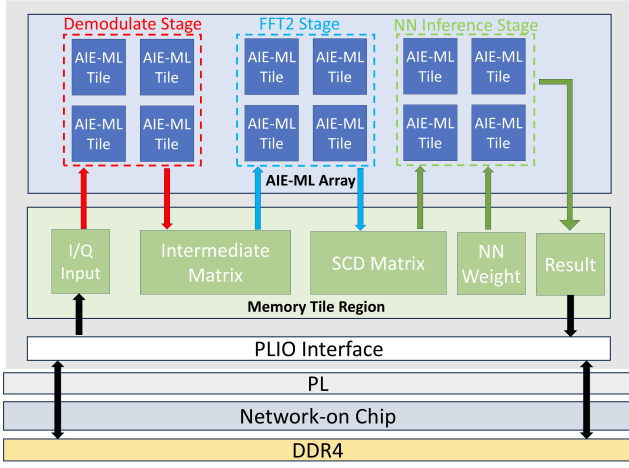 Demodulate Stage
FFT2 Stage
NN Inference Stage
AIE-ML
Tile
AIE-ML
Tile
AIE-ML
Tile
AIE-ML
Tile
AIE-ML
Tile
AIE-ML
Tile
AIE-ML
Tile
AIE-ML
Tile
AIE-ML
Tile
AIE-ML
Tile
AIE-ML
Tile
AIE-ML
Tile
AIE-ML Array
I/Q
Input
Intermediate
Matrix
SCD Matrix
NN
Weight
Result
Memory Tile Region
PLIO Interface
PL
Network-on Chip
DDR4